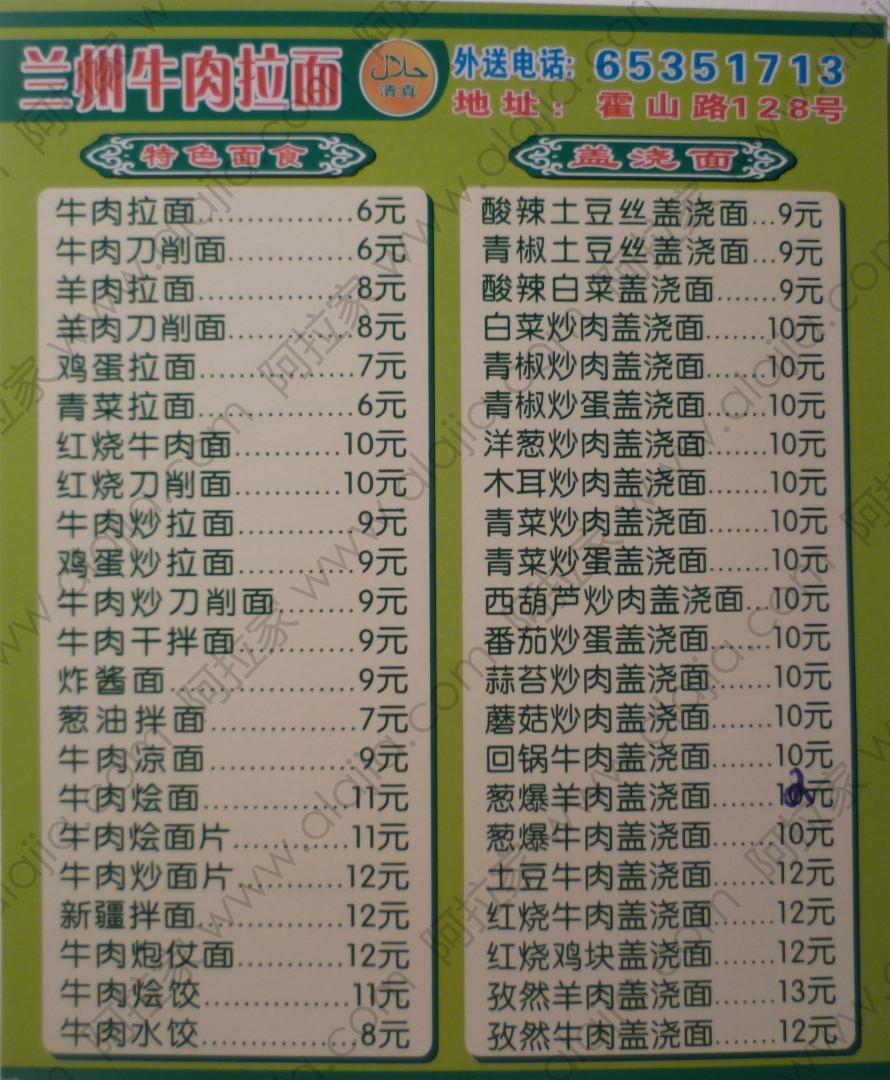 兰州牛肉拉面
حلال
清真
外送电话: 65351713
地址: 霍山路128号
特色面食
牛肉拉面...............6元
牛肉刀削面............6元
羊肉拉面...............8元
羊肉刀削面............8元
鸡蛋拉面...............7元
青菜拉面...............6元
红烧牛肉面..........10元
红烧刀削面..........10元
牛肉炒拉面...........9元
鸡蛋炒拉面...........9元
牛肉炒刀削面........9元
牛肉干拌面...........9元
炸酱面..................9元
葱油拌面..............7元
牛肉凉面..............9元
牛肉烩面..............11元
牛肉烩面片...........11元
牛肉炒面片..........12元
新疆拌面.............12元
牛肉炮仗面..........12元
牛肉烩饺..............11元
牛肉水饺...............8元
盖浇面
酸辣土豆丝盖浇面...9元
青椒土豆丝盖浇面...9元
酸辣白菜盖浇面.......9元
白菜炒肉盖浇面......10元
青椒炒肉盖浇面......10元
青椒炒蛋盖浇面......10元
洋葱炒肉盖浇面......10元
木耳炒肉盖浇面......10元
青菜炒肉盖浇面......10元
青菜炒蛋盖浇面......10元
西葫芦炒肉盖浇面...10元
番茄炒蛋盖浇面......10元
蒜苔炒肉盖浇面......10元
蘑菇炒肉盖浇面......10元
回锅牛肉盖浇面......10元
葱爆羊肉盖浇面......12元
葱爆牛肉盖浇面......10元
土豆牛肉盖浇面......12元
红烧牛肉盖浇面......12元
红烧鸡块盖浇面......12元
孜然羊肉盖浇面......13元
孜然牛肉盖浇面......12元
阿拉家 www.alajia.com